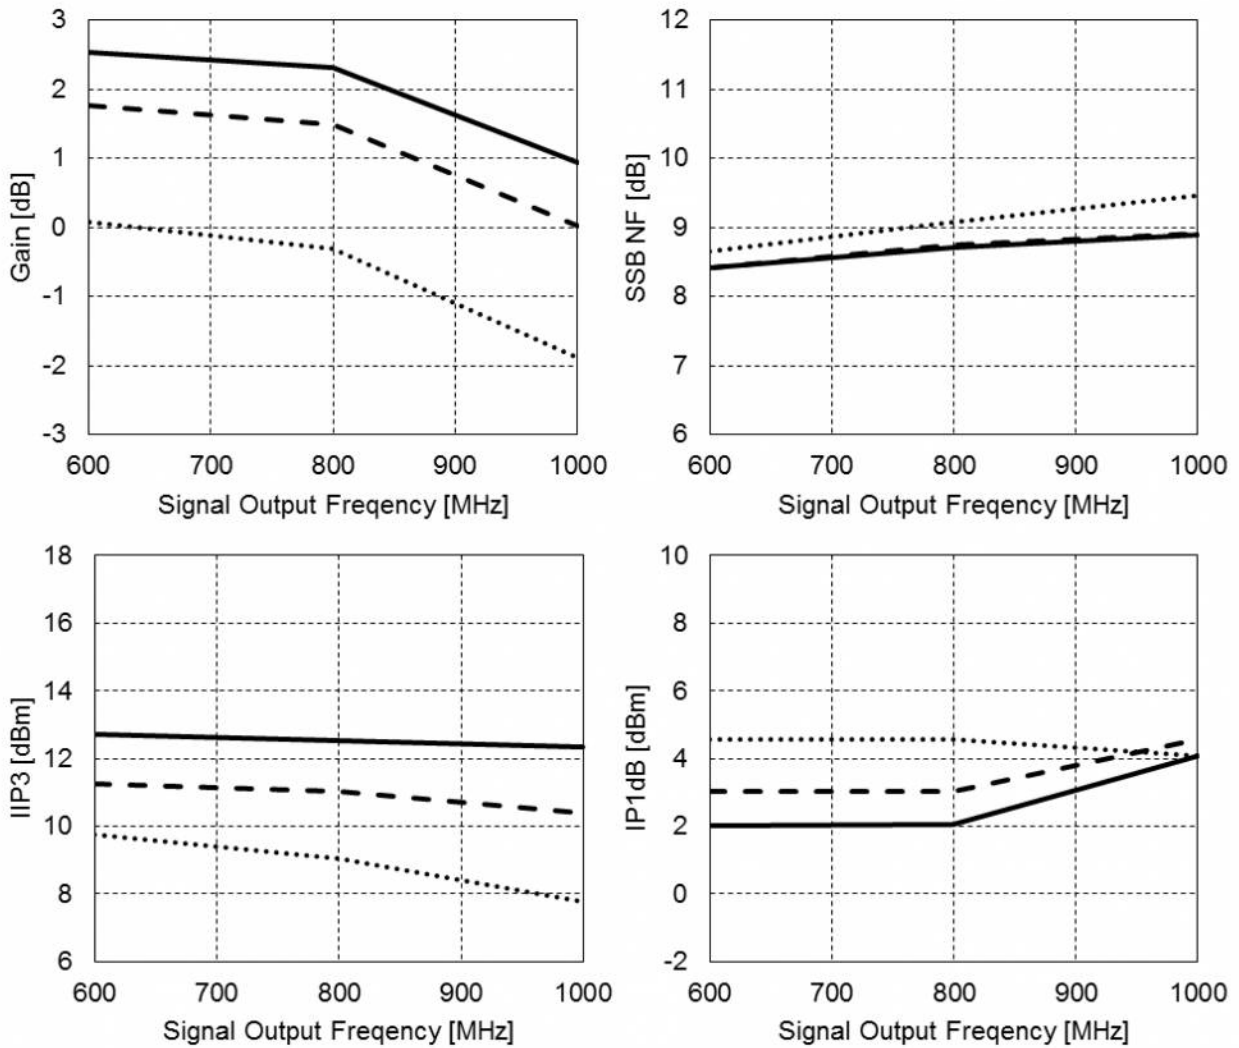 3
2
1
0
-1
-2
-3
Gain [dB]
600 700 800 900 1000
Signal Output Freqency [MHz]
12
11
10
9
8
7
6
SSB NF [dB]
600 700 800 900 1000
Signal Output Freqency [MHz]
18
16
14
12
10
8
6
IIP3 [dBm]
600 700 800 900 1000
Signal Output Freqency [MHz]
10
8
6
4
2
0
-2
IP1dB [dBm]
600 700 800 900 1000
Signal Output Freqency [MHz]